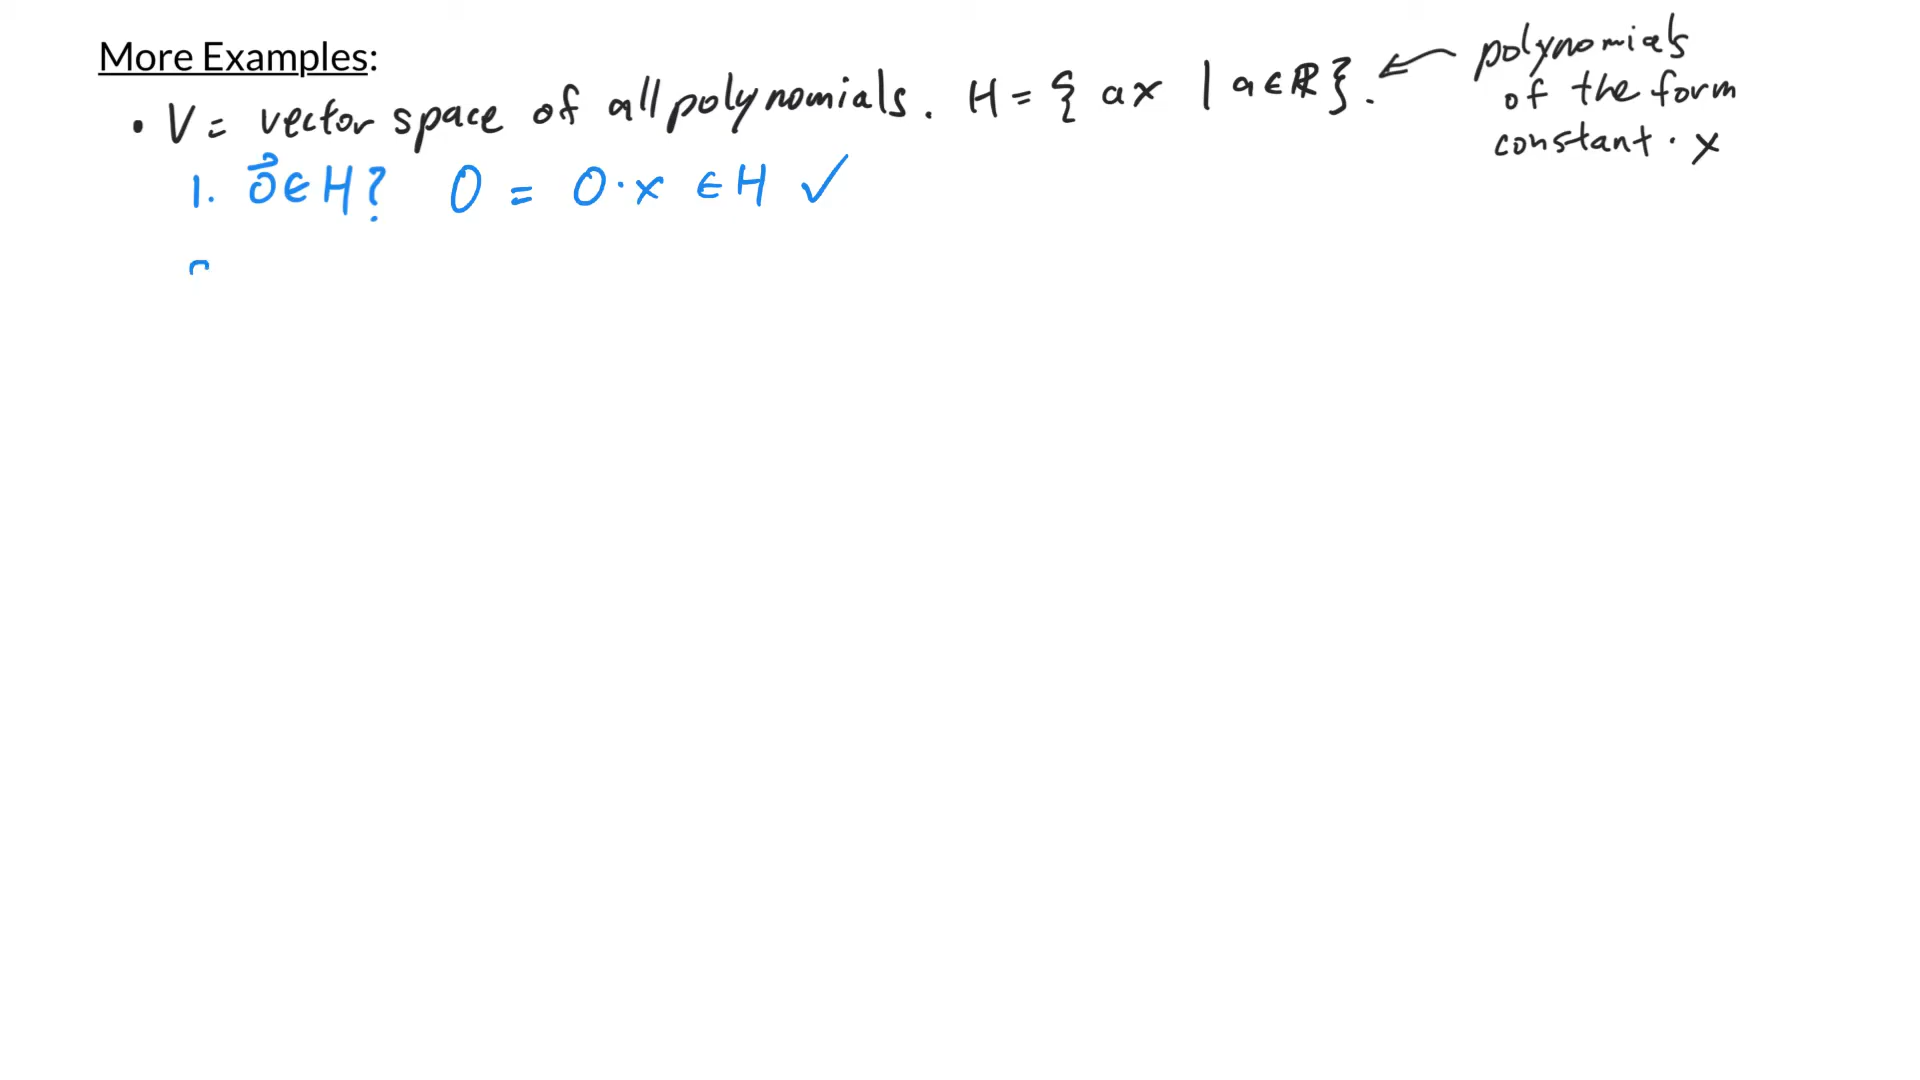 More Examples:
• V = vector space of all polynomials. H = { ax | a ∈ ℝ }. ← polynomials
of the form
constant · x
1. 0⃗ ∈ H? 0 = 0·x ∈ H ✓